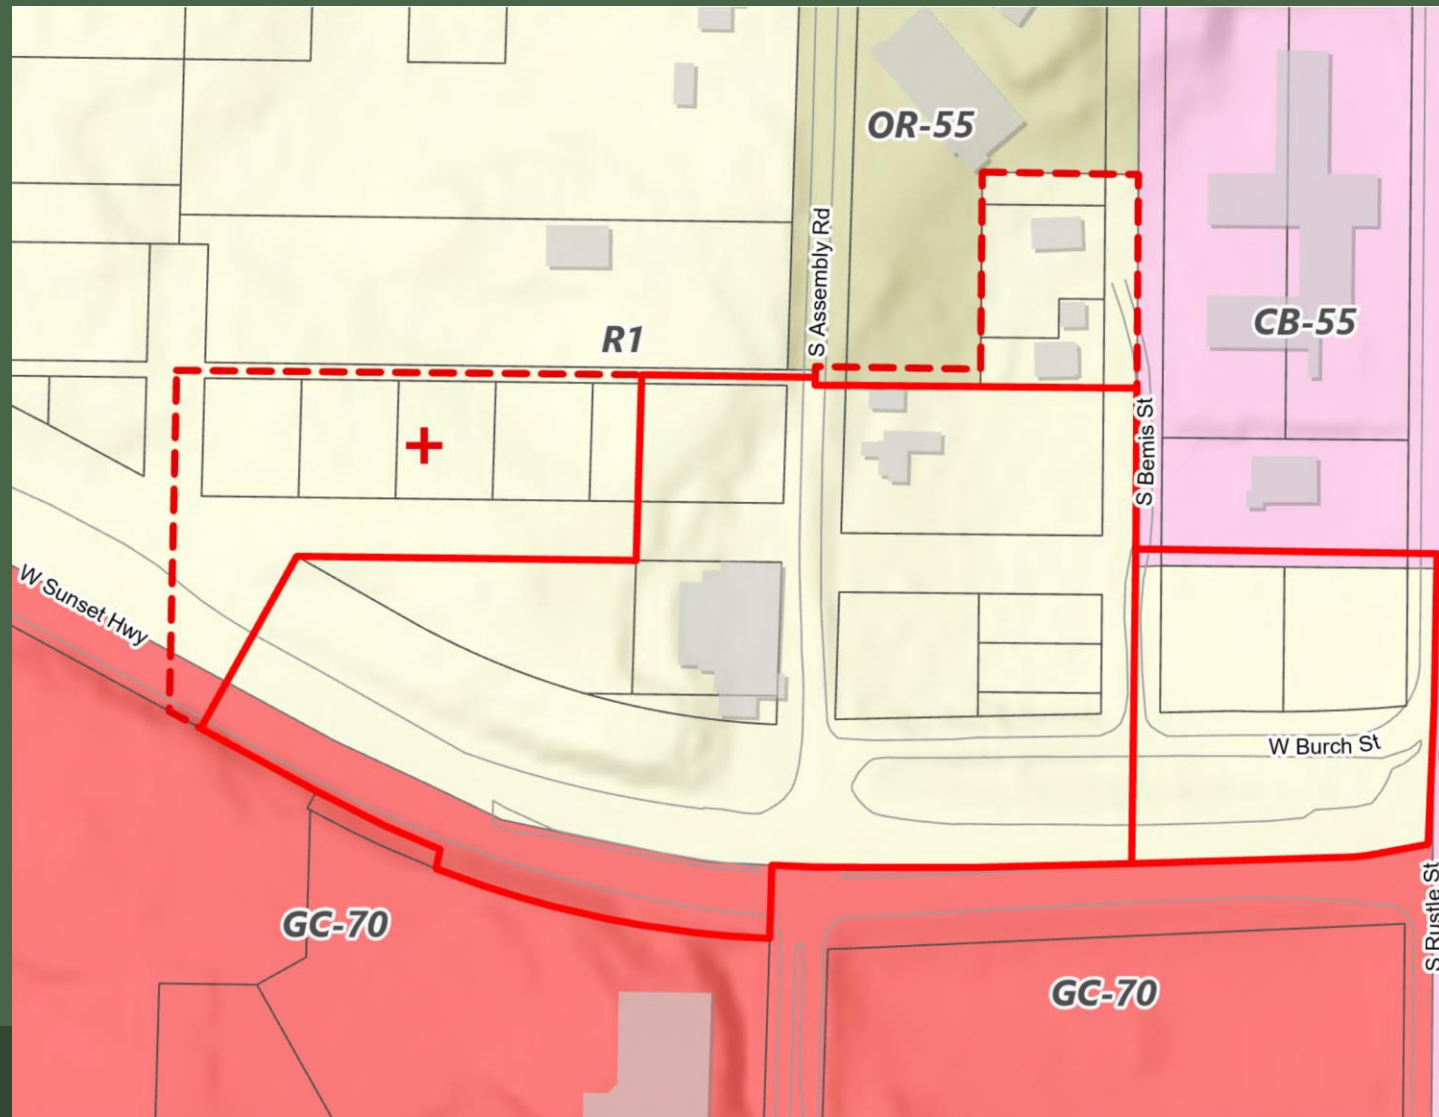 OR-55
S Assembly Rd
CB-55
R1
S Bemis St
W Sunset Hwy
W Burch St
GC-70
S Rustle St
GC-70